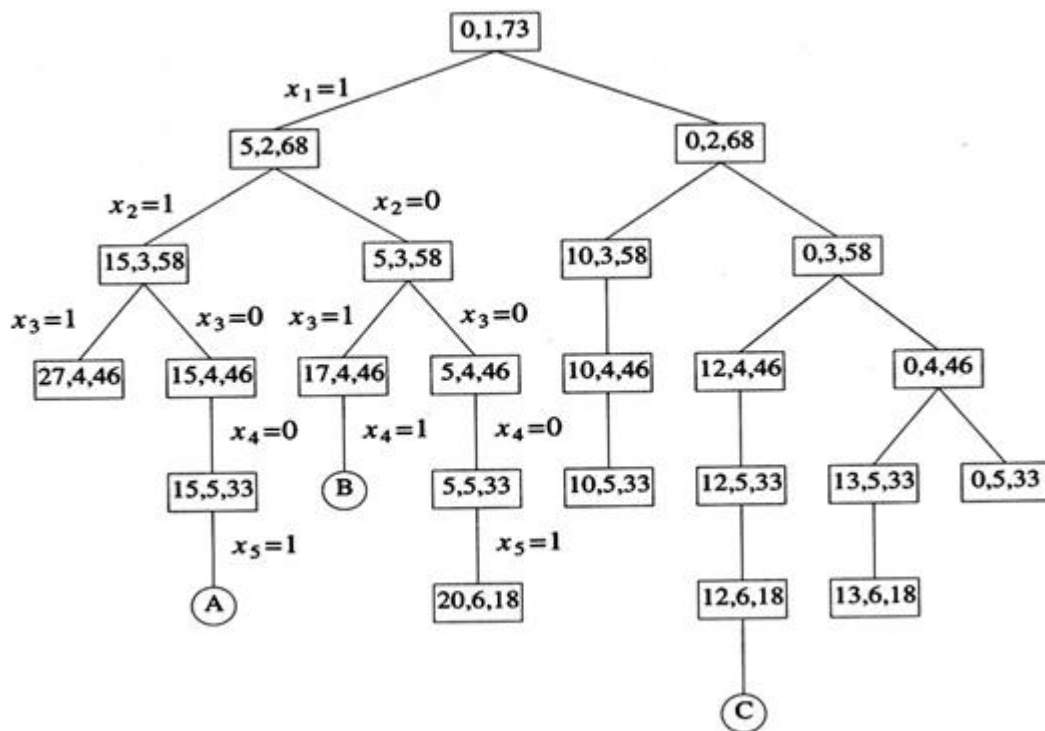 0,1,73
x₁=1
5,2,68
0,2,68
x₂=1
x₂=0
15,3,58
5,3,58
10,3,58
0,3,58
x₃=1
x₃=0
x₃=1
x₃=0
27,4,46
15,4,46
17,4,46
5,4,46
10,4,46
12,4,46
0,4,46
x₄=0
x₄=1
x₄=0
15,5,33
B
5,5,33
10,5,33
12,5,33
13,5,33
0,5,33
x₅=1
x₅=1
A
20,6,18
12,6,18
13,6,18
C